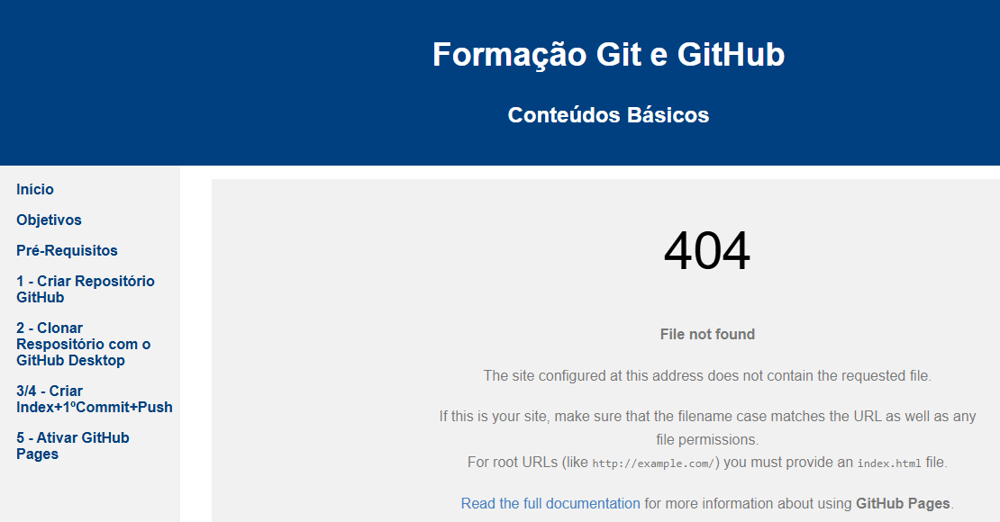 Formação Git e GitHub
Conteúdos Básicos
Início
Objetivos
Pré-Requisitos
1 - Criar Repositório
GitHub
2 - Clonar
Respositório com o
GitHub Desktop
3/4 - Criar
Index+1ºCommit+Push
5 - Ativar GitHub
Pages
404
File not found
The site configured at this address does not contain the requested file.
If this is your site, make sure that the filename case matches the URL as well as any
file permissions.
For root URLs (like http://example.com/) you must provide an index.html file.
Read the full documentation for more information about using GitHub Pages.